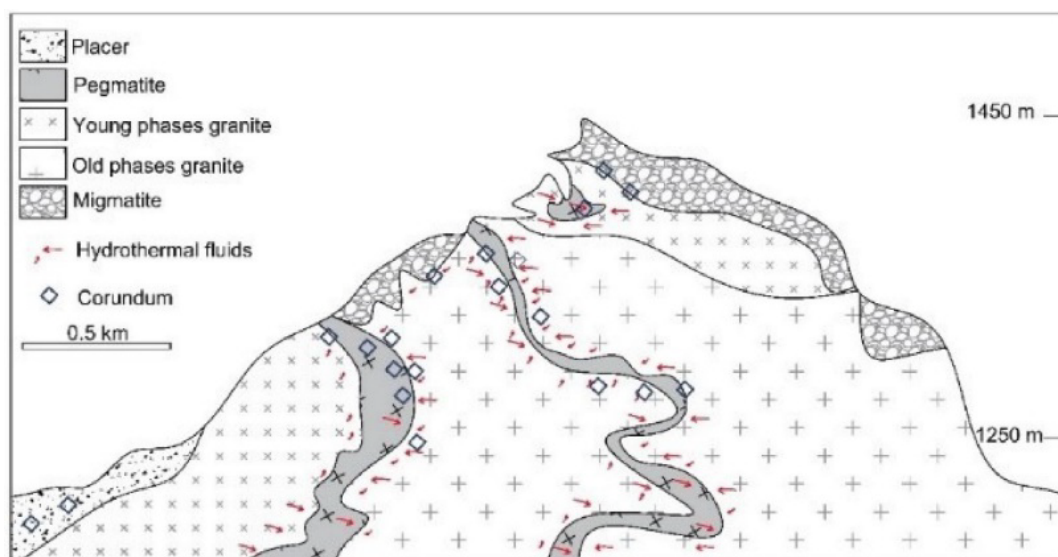 Placer
Pegmatite
Young phases granite
Old phases granite
Migmatite
Hydrothermal fluids
Corundum
0.5 km
1450 m
1250 m